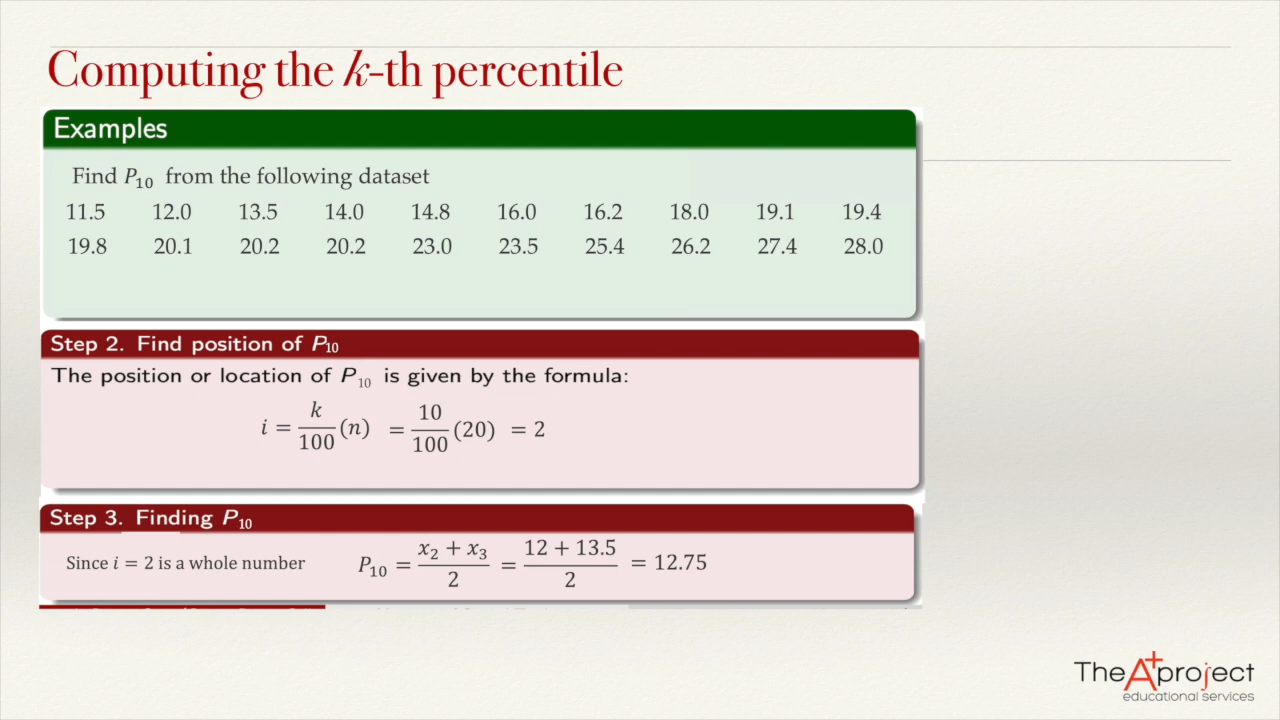 Computing the k-th percentile
Examples
Find P₁₀ from the following dataset
11.5 12.0 13.5 14.0 14.8 16.0 16.2 18.0 19.1 19.4
19.8 20.1 20.2 20.2 23.0 23.5 25.4 26.2 27.4 28.0
Step 2. Find position of P₁₀
The position or location of P₁₀ is given by the formula:
i = k/100 (n) = 10/100 (20) = 2
Step 3. Finding P₁₀
Since i = 2 is a whole number P₁₀ = (x₂ + x₃)/2 = (12 + 13.5)/2 = 12.75
The A+ project
educational services